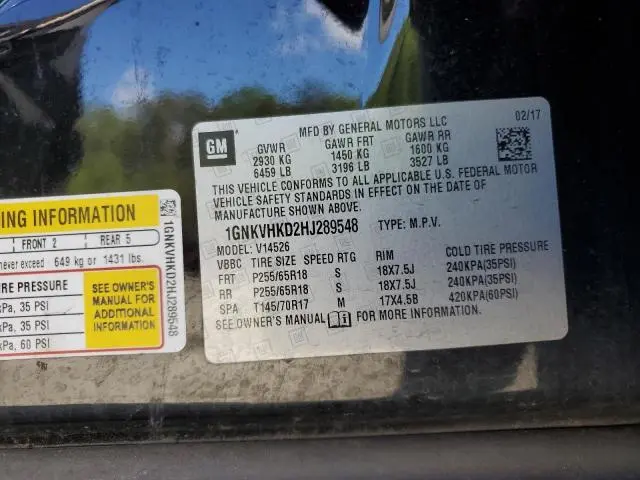 GM
MFD BY GENERAL MOTORS LLC
02/17
GVWR GAWR FRT GAWR RR
2930 KG 1450 KG 1600 KG
6459 LB 3196 LB 3527 LB
THIS VEHICLE CONFORMS TO ALL APPLICABLE U.S. FEDERAL MOTOR
VEHICLE SAFETY STANDARDS IN EFFECT ON THE DATE OF
MANUFACTURE SHOWN ABOVE.
1GNKVHKD2HJ289548 TYPE: M.P.V.
V14526
VBBC TIRE SIZE SPEED RTG RIM COLD TIRE PRESSURE
FRT P255/65R18 S 18X7.5J 240KPA(35PSI)
RR P255/65R18 S 18X7.5J 240KPA(35PSI)
SPA T145/70R17 M 17X4.5B 420KPA(60PSI)
SEE OWNER'S MANUAL FOR MORE INFORMATION.
ING INFORMATION
FRONT 2 REAR 5
never exceed 649 kg or 1431 lbs.
RE PRESSURE
kPa, 35 PSI
kPa, 35 PSI
kPa, 60 PSI
SEE OWNER'S
MANUAL FOR
ADDITIONAL
INFORMATION
1GNKVHKD2HJ289548